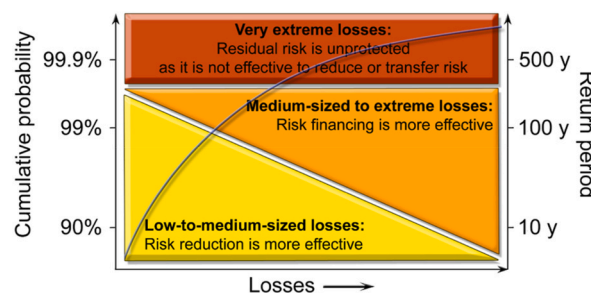 Very extreme losses:
Residual risk is unprotected
as it is not effective to reduce or transfer risk
Medium-sized to extreme losses:
Risk financing is more effective
Low-to-medium-sized losses:
Risk reduction is more effective
Cumulative probability
99.9%
99%
90%
500 y
100 y
10 y
Return period
Losses